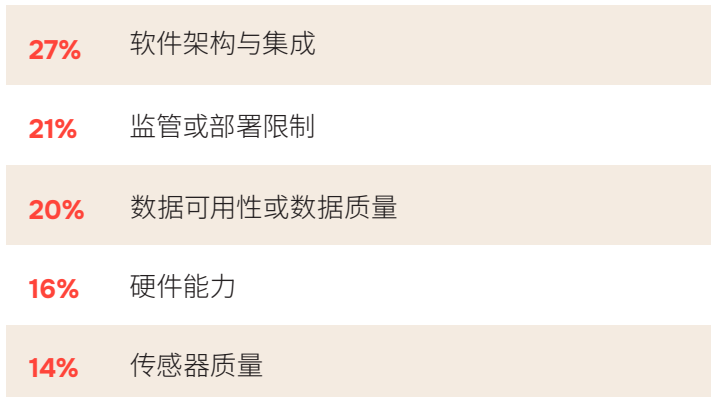 27% 软件架构与集成
21% 监管或部署限制
20% 数据可用性或数据质量
16% 硬件能力
14% 传感器质量